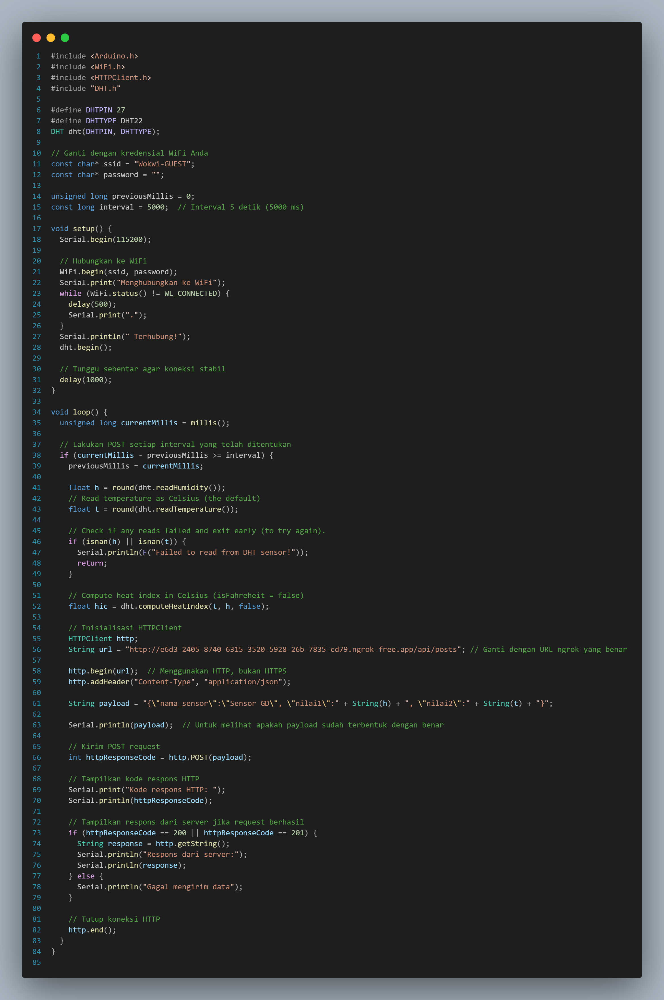 1 #include <Arduino.h>
2 #include <WiFi.h>
3 #include <HTTPClient.h>
4 #include "DHT.h"
5
6 #define DHTPIN 27
7 #define DHTTYPE DHT22
8 DHT dht(DHTPIN, DHTTYPE);
9
10 // Ganti dengan kredensial WiFi Anda
11 const char* ssid = "Wokwi-GUEST";
12 const char* password = "";
13
14 unsigned long previousMillis = 0;
15 const long interval = 5000;  // Interval 5 detik (5000 ms)
16
17 void setup() {
18   Serial.begin(115200);
19
20   // Hubungkan ke WiFi
21   WiFi.begin(ssid, password);
22   Serial.print("Menghubungkan ke WiFi");
23   while (WiFi.status() != WL_CONNECTED) {
24     delay(500);
25     Serial.print(".");
26   }
27   Serial.println(" Terhubung!");
28   dht.begin();
29
30   // Tunggu sebentar agar koneksi stabil
31   delay(1000);
32 }
33
34 void loop() {
35   unsigned long currentMillis = millis();
36
37   // Lakukan POST setiap interval yang telah ditentukan
38   if (currentMillis - previousMillis >= interval) {
39     previousMillis = currentMillis;
40
41     float h = round(dht.readHumidity());
42     // Read temperature as Celsius (the default)
43     float t = round(dht.readTemperature());
44
45     // Check if any reads failed and exit early (to try again).
46     if (isnan(h) || isnan(t)) {
47       Serial.println(F("Failed to read from DHT sensor!"));
48       return;
49     }
50
51     // Compute heat index in Celsius (isFahreheit = false)
52     float hic = dht.computeHeatIndex(t, h, false);
53
54     // Inisialisasi HTTPClient
55     HTTPClient http;
56     String url = "http://e6d3-2405-8740-6315-3520-5928-26b-7835-cd79.ngrok-free.app/api/posts"; // Ganti dengan URL ngrok yang benar
57
58     http.begin(url);  // Menggunakan HTTP, bukan HTTPS
59     http.addHeader("Content-Type", "application/json");
60
61     String payload = "{\"nama_sensor\":\"Sensor GD\", \"nilai1\":" + String(h) + ", \"nilai2\":" + String(t) + "}";
62
63     Serial.println(payload);  // Untuk melihat apakah payload sudah terbentuk dengan benar
64
65     // Kirim POST request
66     int httpResponseCode = http.POST(payload);
67
68     // Tampilkan kode respons HTTP
69     Serial.print("Kode respons HTTP: ");
70     Serial.println(httpResponseCode);
71
72     // Tampilkan respons dari server jika request berhasil
73     if (httpResponseCode == 200 || httpResponseCode == 201) {
74       String response = http.getString();
75       Serial.println("Respons dari server:");
76       Serial.println(response);
77     } else {
78       Serial.println("Gagal mengirim data");
79     }
80
81     // Tutup koneksi HTTP
82     http.end();
83   }
84 }
85